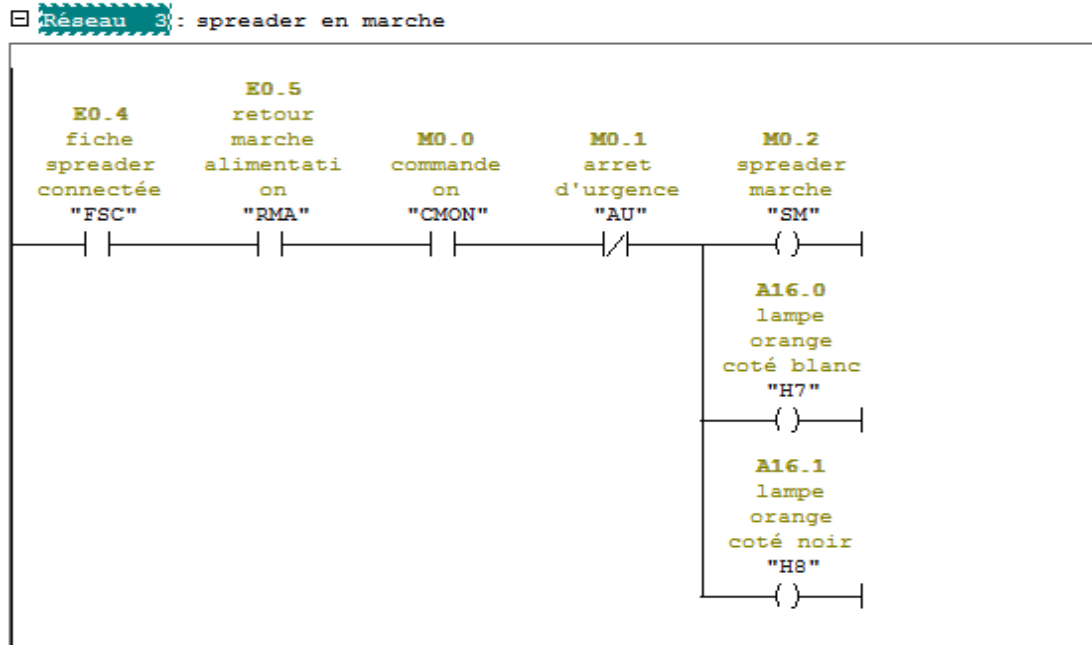 Réseau 3 : spreader en marche
E0.4
fiche
spreader
connectée
"FSC"
E0.5
retour
marche
alimentati
on
"RMA"
M0.0
commande
on
"CMON"
M0.1
arret
d'urgence
"AU"
M0.2
spreader
marche
"SM"
A16.0
lampe
orange
coté blanc
"H7"
A16.1
lampe
orange
coté noir
"H8"